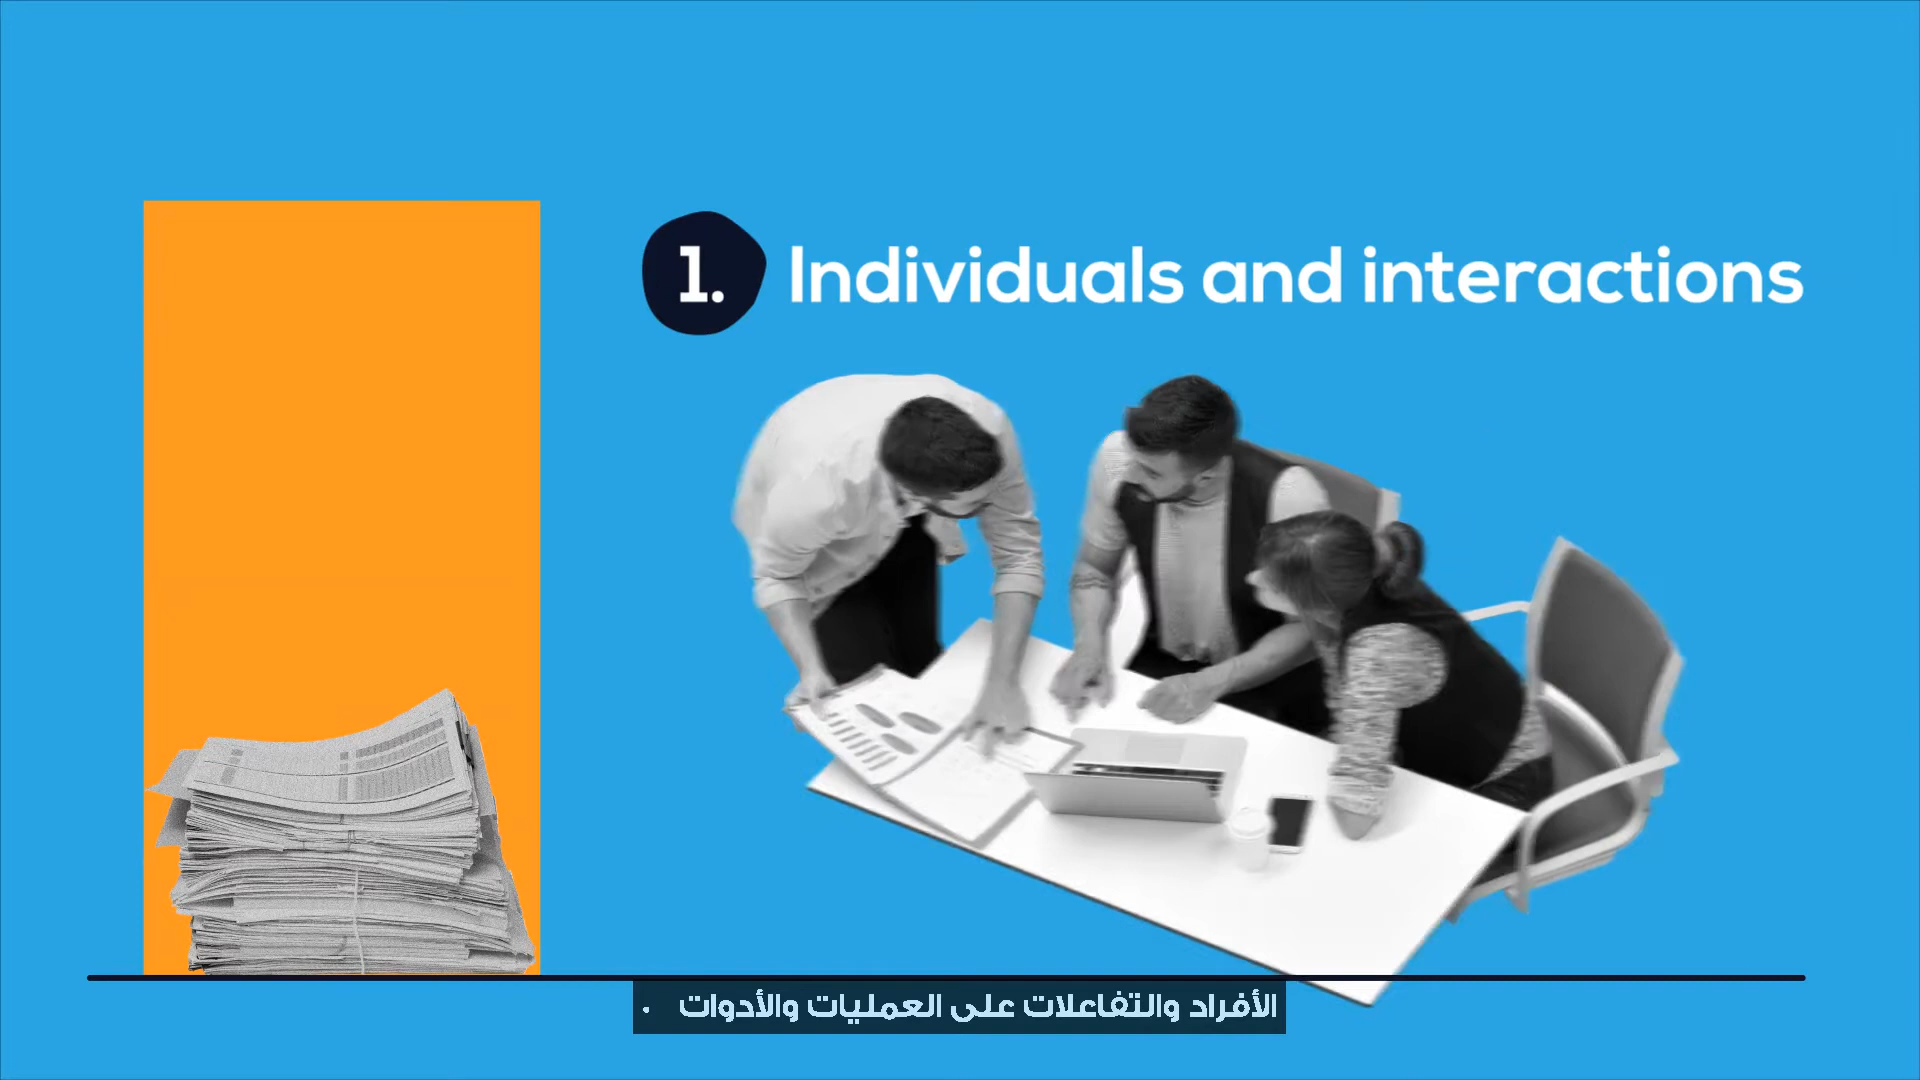 1. Individuals and interactions
الأفراد والتفاعلات على العمليات والأدوات .